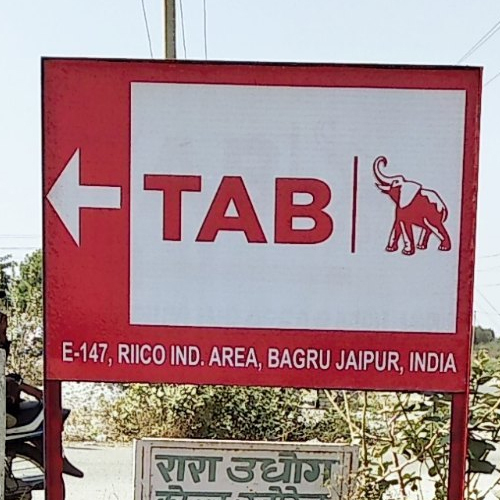 TAB
E-147, RIICO IND. AREA, BAGRU JAIPUR, INDIA
रारा उद्योग